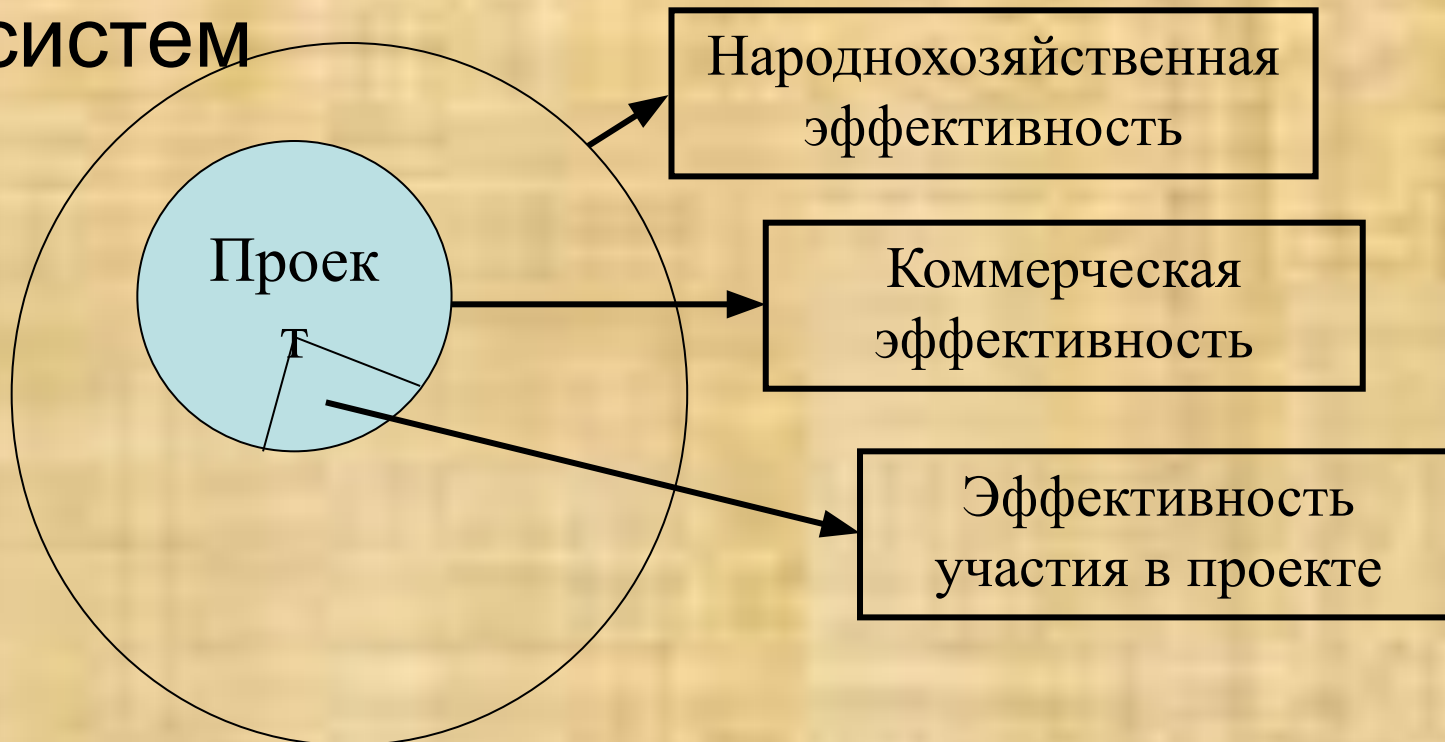 систем
Народнохозяйственная
эффективность
Проек
т
Коммерческая
эффективность
Эффективность
участия в проекте